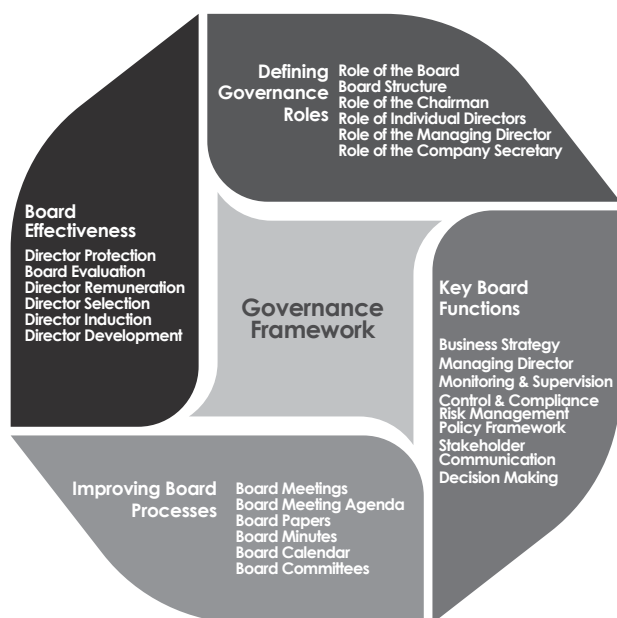 Defining
Governance
Roles
Role of the Board
Board Structure
Role of the Chairman
Role of Individual Directors
Role of the Managing Director
Role of the Company Secretary
Board
Effectiveness
Director Protection
Board Evaluation
Director Remuneration
Director Selection
Director Induction
Director Development
Governance
Framework
Key Board
Functions
Business Strategy
Managing Director
Monitoring & Supervision
Control & Compliance
Risk Management
Policy Framework
Stakeholder
Communication
Decision Making
Improving Board
Processes
Board Meetings
Board Meeting Agenda
Board Papers
Board Minutes
Board Calendar
Board Committees